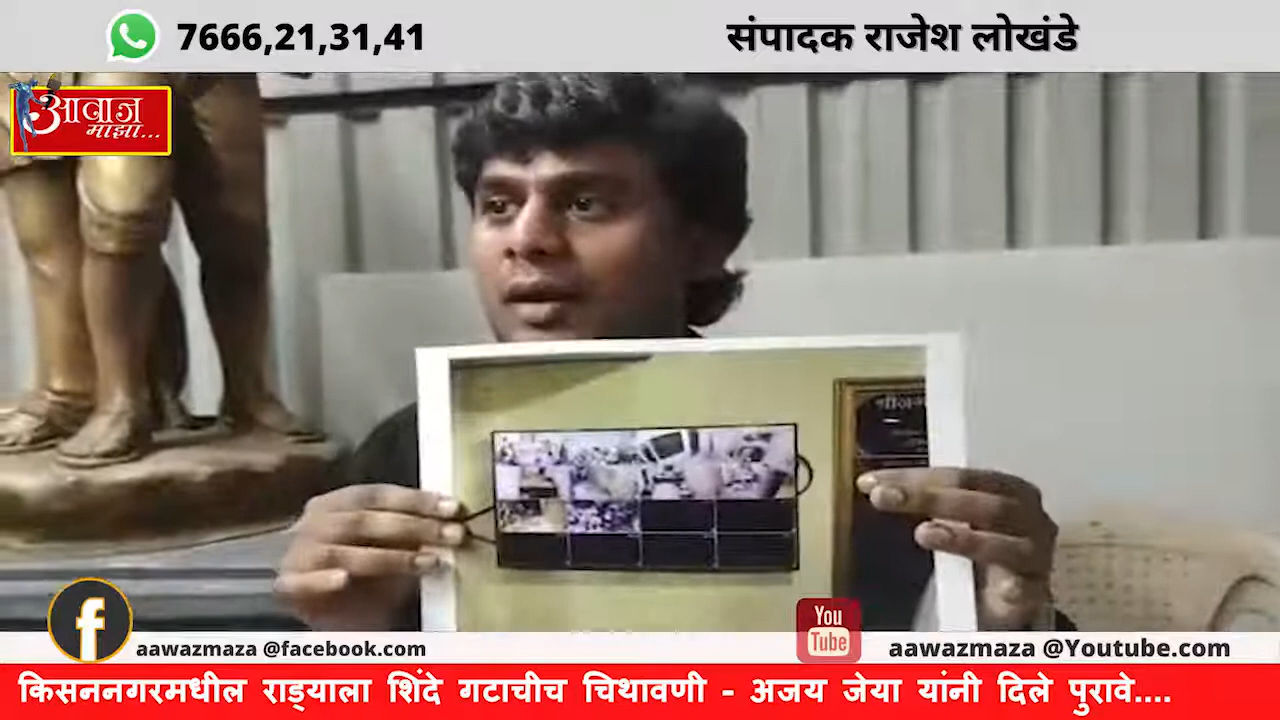 7666,21,31,41
संपादक राजेश लोखंडे
आवाज
माझा...
aawazmaza @facebook.com
You
Tube
aawazmaza @Youtube.com
किसननगरमधील राड्याला शिंदे गटाचीच चिथावणी - अजय जेया यांनी दिले पुरावे....